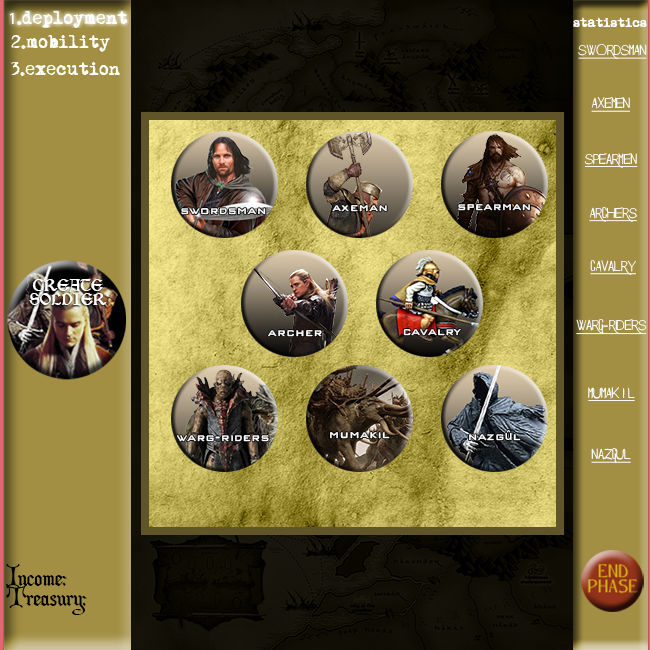 1.deployment
2.mobility
3.execution
CREATE
SOLDIER
Income:
Treasury:
SWORDSMAN
AXEMAN
SPEARMAN
ARCHER
CAVALRY
WARG-RIDERS
MUMAKIL
NAZGÛL
statistics
SWORDSMAN
AXEMEN
SPEARMEN
ARCHERS
CAVALRY
WARG-RIDERS
MUMAKIL
NAZGUL
END
PHASE